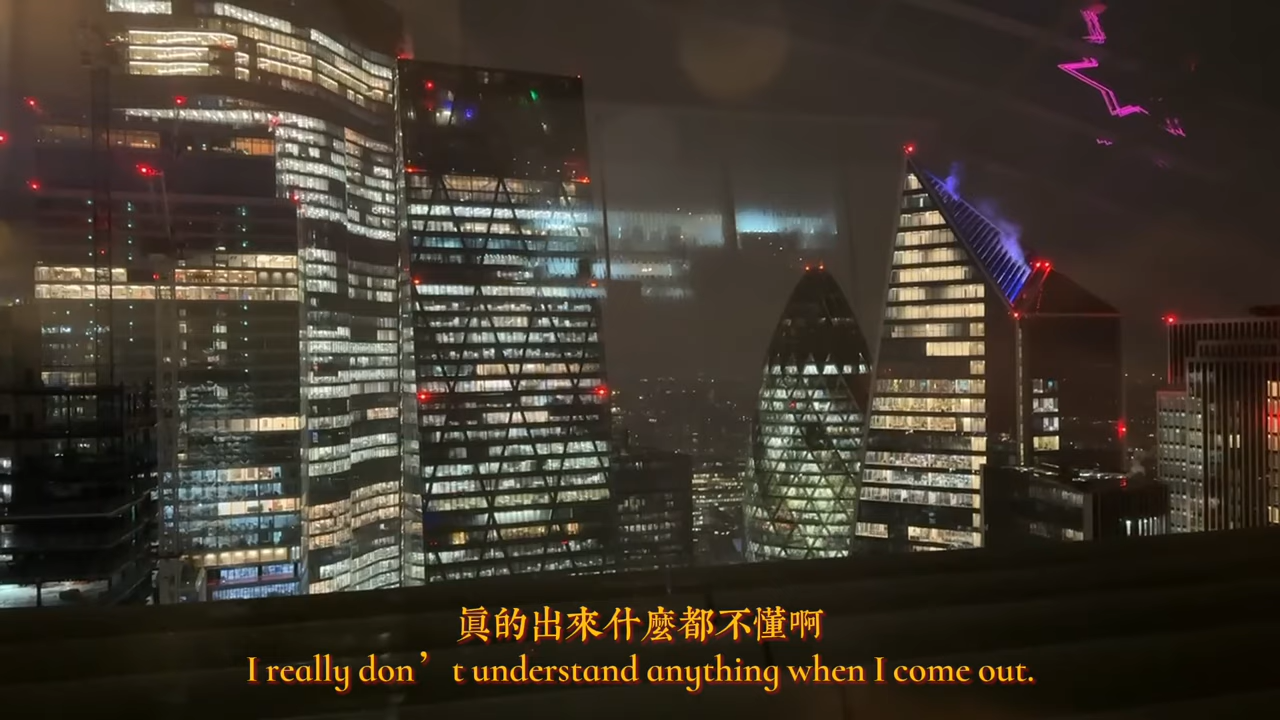 眞的出來什麼都不懂啊
I really don’t understand anything when I come out.